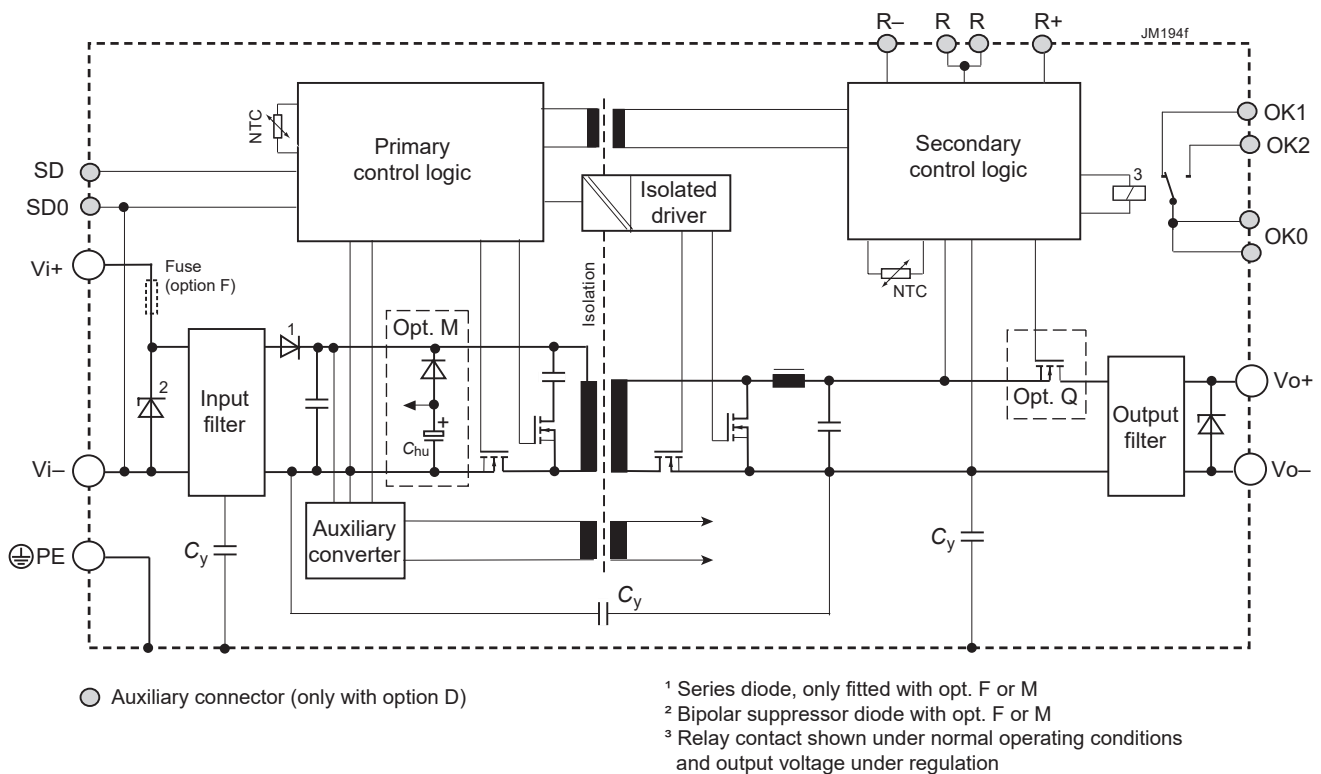 R– R R R+
JM194f
NTC
Primary
control logic
Secondary
control logic
OK1
OK2
SD
SD0
Isolated
driver
3
OK0
Vi+
Fuse
(option F)
Isolation
NTC
Opt. M
1
2
Input
filter
+
Chu
Opt. Q
Output
filter
Vo+
Vi–
Vo–
Auxiliary
converter
PE
Cy
Cy
Cy
Auxiliary connector (only with option D)
¹ Series diode, only fitted with opt. F or M
² Bipolar suppressor diode with opt. F or M
³ Relay contact shown under normal operating conditions
and output voltage under regulation